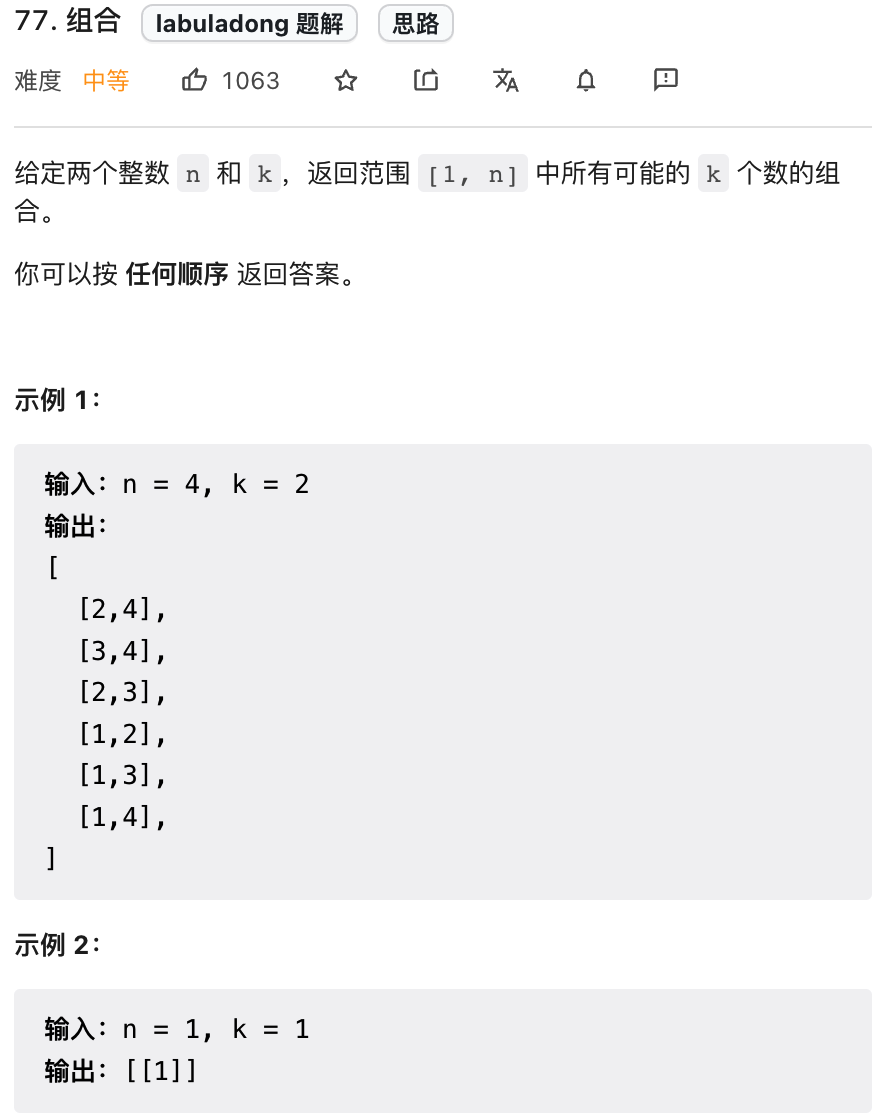 77. 组合 labuladong 题解 思路
难度 中等 1063
给定两个整数 n 和 k，返回范围 [1, n] 中所有可能的 k 个数的组
合。
你可以按 任何顺序 返回答案。
示例 1：
输入：n = 4, k = 2
输出：
[
  [2,4],
  [3,4],
  [2,3],
  [1,2],
  [1,3],
  [1,4],
]
示例 2：
输入：n = 1, k = 1
输出：[[1]]